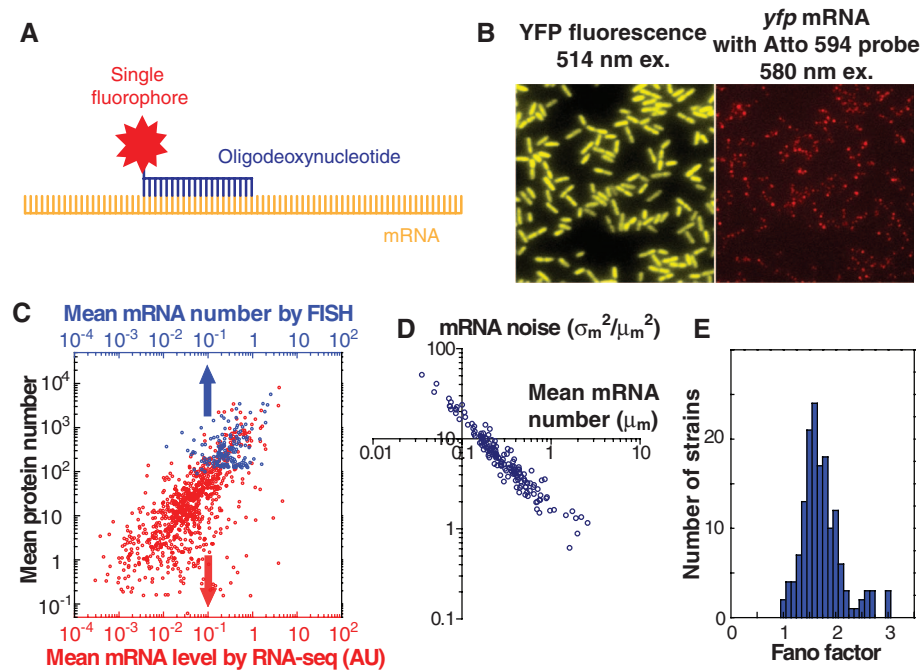 A
Single
fluorophore
Oligodeoxynucleotide
mRNA
B
YFP fluorescence
514 nm ex.
yfp mRNA
with Atto 594 probe
580 nm ex.
C
Mean mRNA number by FISH
10⁻⁴ 10⁻³ 10⁻² 10⁻¹ 1 10 10²
Mean protein number
10⁴
10³
10²
10
1
10⁻¹
10⁻⁴ 10⁻³ 10⁻² 10⁻¹ 1 10 10²
Mean mRNA level by RNA-seq (AU)
D
mRNA noise (σₘ²/μₘ²)
100
Mean mRNA
number (μₘ)
10
0.01 0.1 1 10
1
0.1
E
Number of strains
20
10
0
0 1 2 3
Fano factor